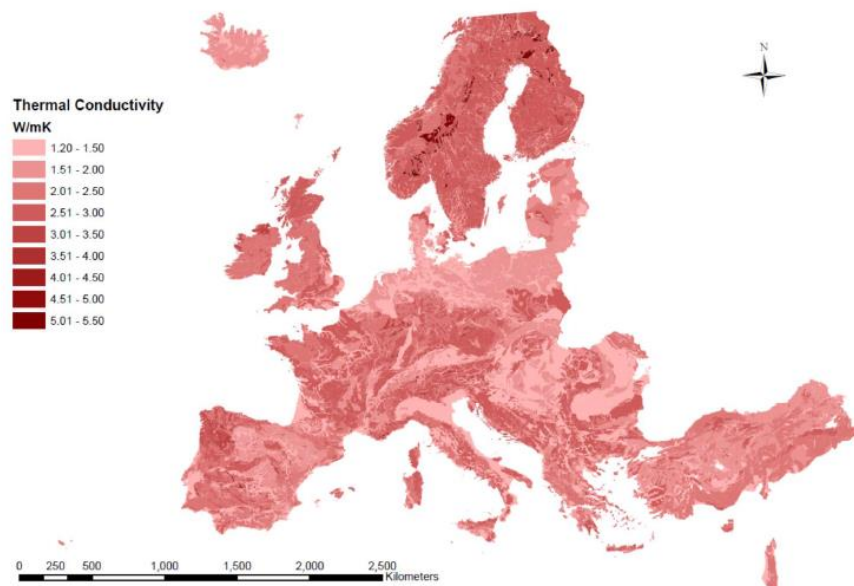 N
Thermal Conductivity
W/mK
1.20 - 1.50
1.51 - 2.00
2.01 - 2.50
2.51 - 3.00
3.01 - 3.50
3.51 - 4.00
4.01 - 4.50
4.51 - 5.00
5.01 - 5.50
0 250 500 1,000 1,500 2,000 2,500
Kilometers